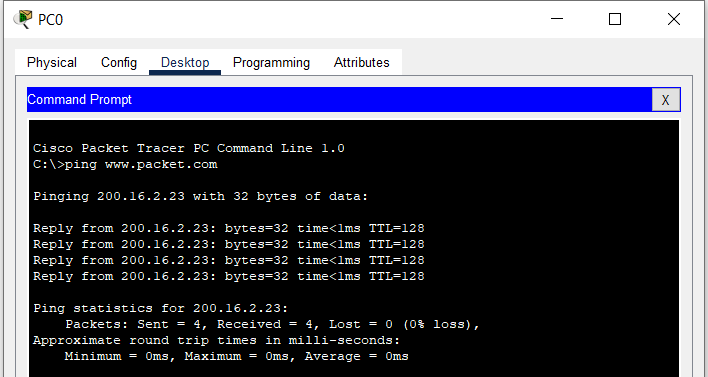 PC0
Physical Config Desktop Programming Attributes
Command Prompt
X
Cisco Packet Tracer PC Command Line 1.0
C:\>ping www.packet.com
Pinging 200.16.2.23 with 32 bytes of data:
Reply from 200.16.2.23: bytes=32 time<1ms TTL=128
Reply from 200.16.2.23: bytes=32 time<1ms TTL=128
Reply from 200.16.2.23: bytes=32 time<1ms TTL=128
Reply from 200.16.2.23: bytes=32 time<1ms TTL=128
Ping statistics for 200.16.2.23:
    Packets: Sent = 4, Received = 4, Lost = 0 (0% loss),
Approximate round trip times in milli-seconds:
    Minimum = 0ms, Maximum = 0ms, Average = 0ms